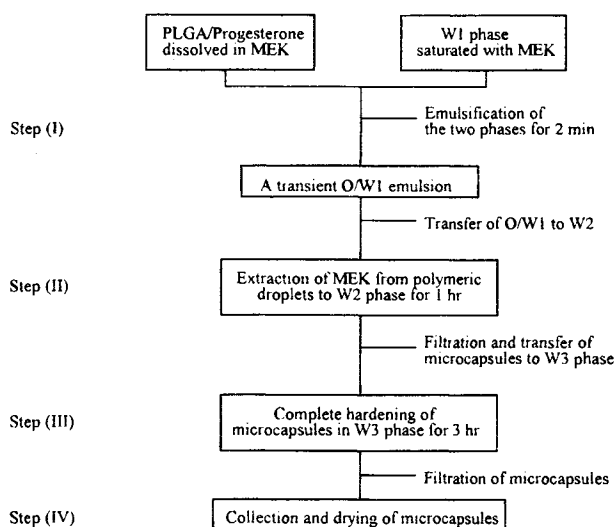 PLGA/Progesterone
dissolved in MEK
W1 phase
saturated with MEK
Step (I)
Emulsification of
the two phases for 2 min
A transient O/W1 emulsion
Transfer of O/W1 to W2
Step (II)
Extraction of MEK from polymeric
droplets to W2 phase for 1 hr
Filtration and transfer of
microcapsules to W3 phase
Step (III)
Complete hardening of
microcapsules in W3 phase for 3 hr
Filtration of microcapsules
Step (IV)
Collection and drying of microcapsules